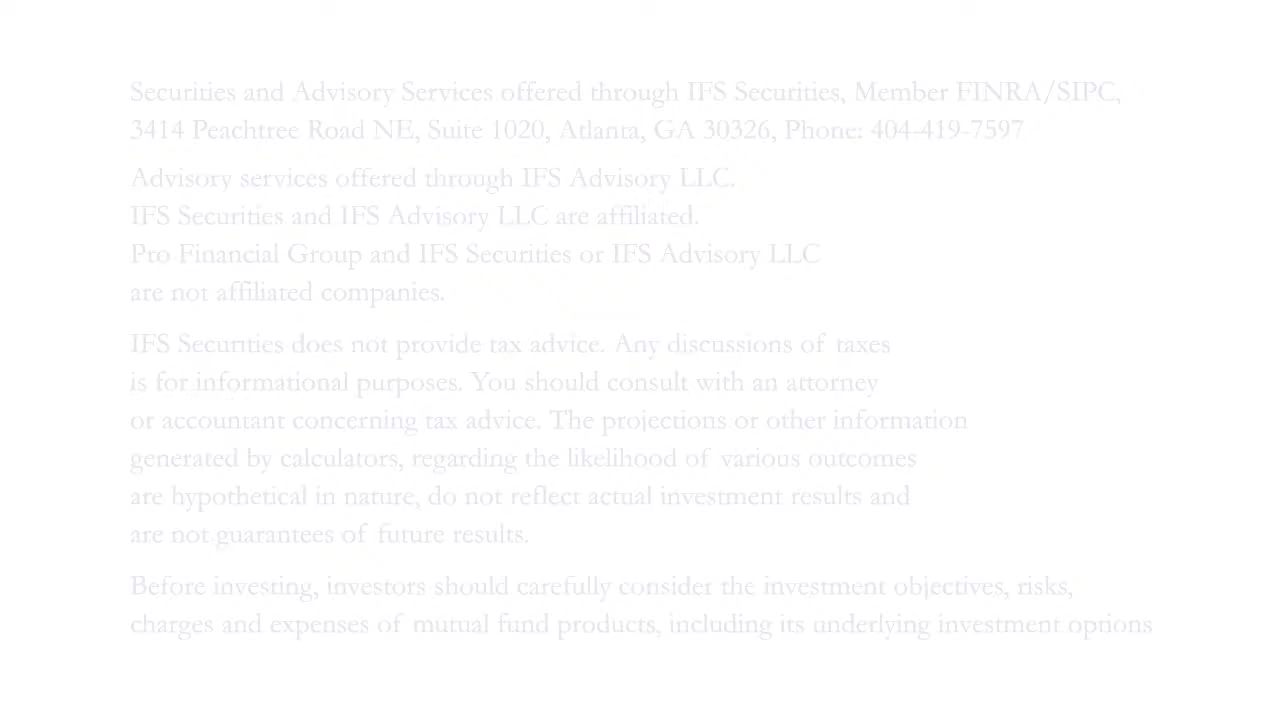 Securities and Advisory Services offered through IFS Securities, Member FINRA/SIPC,
3414 Peachtree Road NE, Suite 1020, Atlanta, GA 30326, Phone: 404-419-7597
Advisory services offered through IFS Advisory LLC.
IFS Securities and IFS Advisory LLC are affiliated.
Pro Financial Group and IFS Securities or IFS Advisory LLC
are not affiliated companies.
IFS Securities does not provide tax advice. Any discussions of taxes
is for informational purposes. You should consult with an attorney
or accountant concerning tax advice. The projections or other information
generated by calculators, regarding the likelihood of various outcomes
are hypothetical in nature, do not reflect actual investment results and
are not guarantees of future results.
Before investing, investors should carefully consider the investment objectives, risks,
charges and expenses of mutual fund products, including its underlying investment options